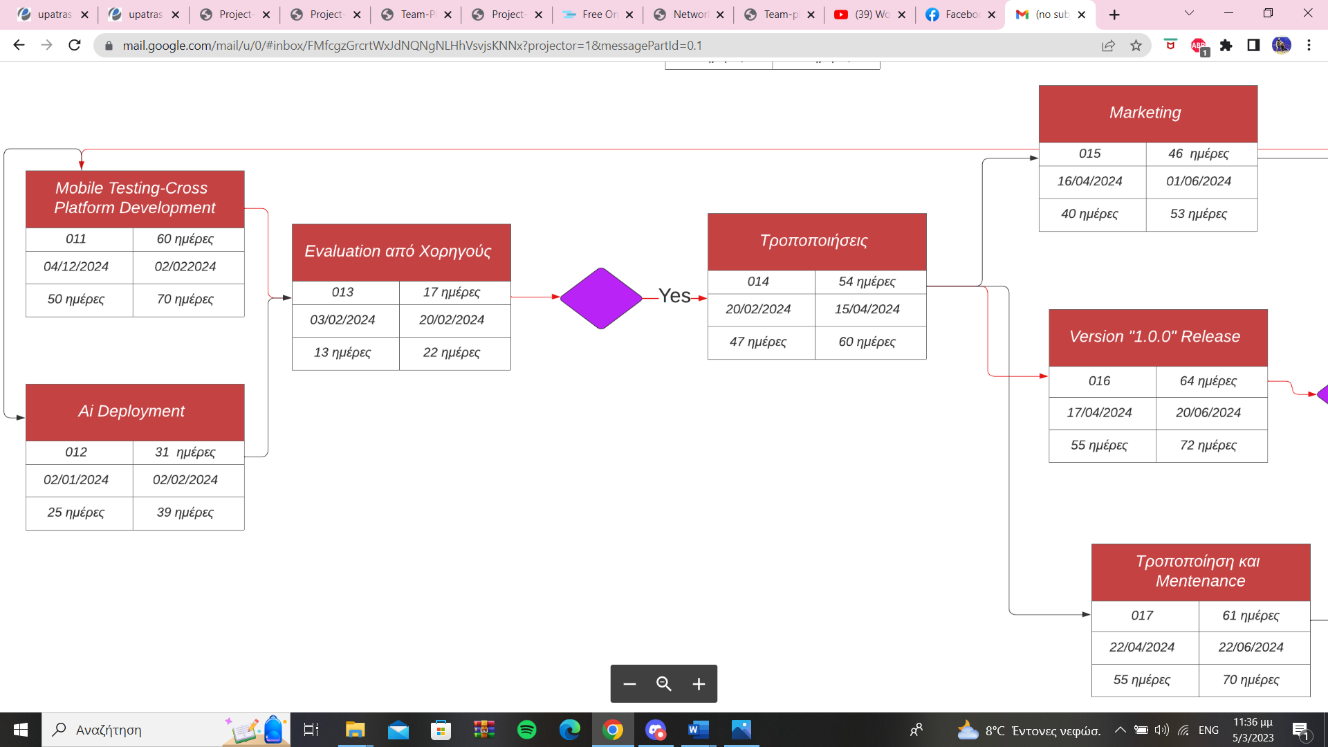 upatras
upatras
Project-
Project-
Team-P
Project-
Free On
Networ
Team-p
(39) Wo
Facebo
(no sub
mail.google.com/mail/u/0/#inbox/FMfcgzGrcrtWxJdNQNgNLHhVsvjsKNNx?projector=1&messagePartId=0.1
ABP
1
Marketing
015 46 ημέρες
16/04/2024 01/06/2024
40 ημέρες 53 ημέρες
Mobile Testing-Cross
Platform Development
011 60 ημέρες
04/12/2024 02/022024
50 ημέρες 70 ημέρες
Evaluation από Χορηγούς
013 17 ημέρες
03/02/2024 20/02/2024
13 ημέρες 22 ημέρες
Yes
Τροποποιήσεις
014 54 ημέρες
20/02/2024 15/04/2024
47 ημέρες 60 ημέρες
Version "1.0.0" Release
016 64 ημέρες
17/04/2024 20/06/2024
55 ημέρες 72 ημέρες
Ai Deployment
012 31 ημέρες
02/01/2024 02/02/2024
25 ημέρες 39 ημέρες
Τροποποίηση και
Mentenance
017 61 ημέρες
22/04/2024 22/06/2024
55 ημέρες 70 ημέρες
Αναζήτηση
8°C Έντονες νεφώσ.
ENG
11:36 μμ
5/3/2023
1